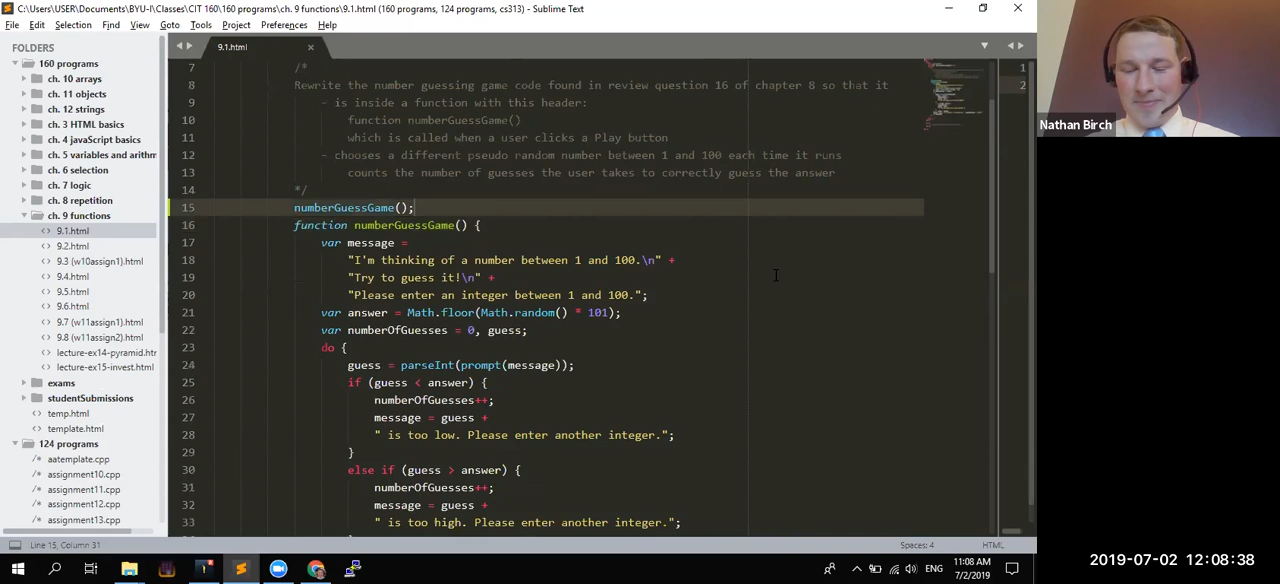 C:\Users\USER\Documents\BYU-I\Classes\CIT 160\160 programs\ch. 9 functions\9.1.html (160 programs, 124 programs, cs313) - Sublime Text
File Edit Selection Find View Goto Tools Project Preferences Help
FOLDERS
160 programs
ch. 10 arrays
ch. 11 objects
ch. 12 strings
ch. 3 HTML basics
ch. 4 javaScript basics
ch. 5 variables and arithm
ch. 6 selection
ch. 7 logic
ch. 8 repetition
ch. 9 functions
9.1.html
9.2.html
9.3 (w10assign1).html
9.4.html
9.5.html
9.6.html
9.7 (w11assign1).html
9.8 (w11assign2).html
lecture-ex14-pyramid.htr
lecture-ex15-invest.html
exams
studentSubmissions
temp.html
template.html
124 programs
aatemplate.cpp
assignment10.cpp
assignment11.cpp
assignment12.cpp
assignment13.cpp
9.1.html
7 /*
8 Rewrite the number guessing game code found in review question 16 of chapter 8 so that it
9 - is inside a function with this header:
10 function numberGuessGame()
11 which is called when a user clicks a Play button
12 - chooses a different pseudo random number between 1 and 100 each time it runs
13 counts the number of guesses the user takes to correctly guess the answer
14 */
15 numberGuessGame();
16 function numberGuessGame() {
17 var message =
18 "I'm thinking of a number between 1 and 100.\n" +
19 "Try to guess it!\n" +
20 "Please enter an integer between 1 and 100.";
21 var answer = Math.floor(Math.random() * 101);
22 var numberOfGuesses = 0, guess;
23 do {
24 guess = parseInt(prompt(message));
25 if (guess < answer) {
26 numberOfGuesses++;
27 message = guess +
28 " is too low. Please enter another integer.";
29 }
30 else if (guess > answer) {
31 numberOfGuesses++;
32 message = guess +
33 " is too high. Please enter another integer.";
1
2
Nathan Birch
Line 15, Column 31
Spaces: 4
HTML
ENG
11:08 AM
7/2/2019
2019-07-02 12:08:38